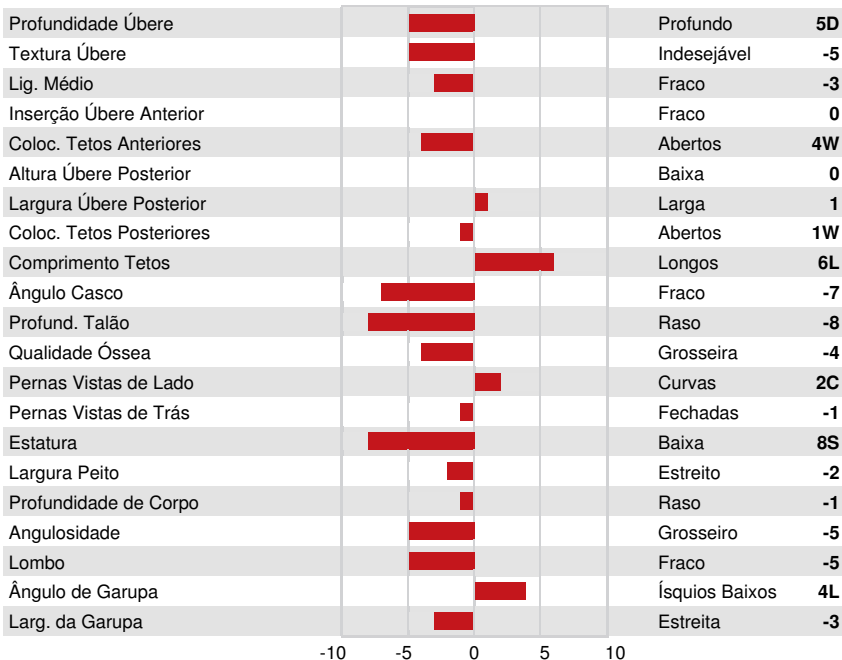 Profundidade Úbere Profundo 5D
Textura Úbere Indesejável -5
Lig. Médio Fraco -3
Inserção Úbere Anterior Fraco 0
Coloc. Tetos Anteriores Abertos 4W
Altura Úbere Posterior Baixa 0
Largura Úbere Posterior Larga 1
Coloc. Tetos Posteriores Abertos 1W
Comprimento Tetos Longos 6L
Ângulo Casco Fraco -7
Profund. Talão Raso -8
Qualidade Óssea Grosseira -4
Pernas Vistas de Lado Curvas 2C
Pernas Vistas de Trás Fechadas -1
Estatura Baixa 8S
Largura Peito Estreito -2
Profundidade de Corpo Raso -1
Angulosidade Grosseiro -5
Lombo Fraco -5
Ângulo de Garupa Ísquios Baixos 4L
Larg. da Garupa Estreita -3
-10 -5 0 5 10